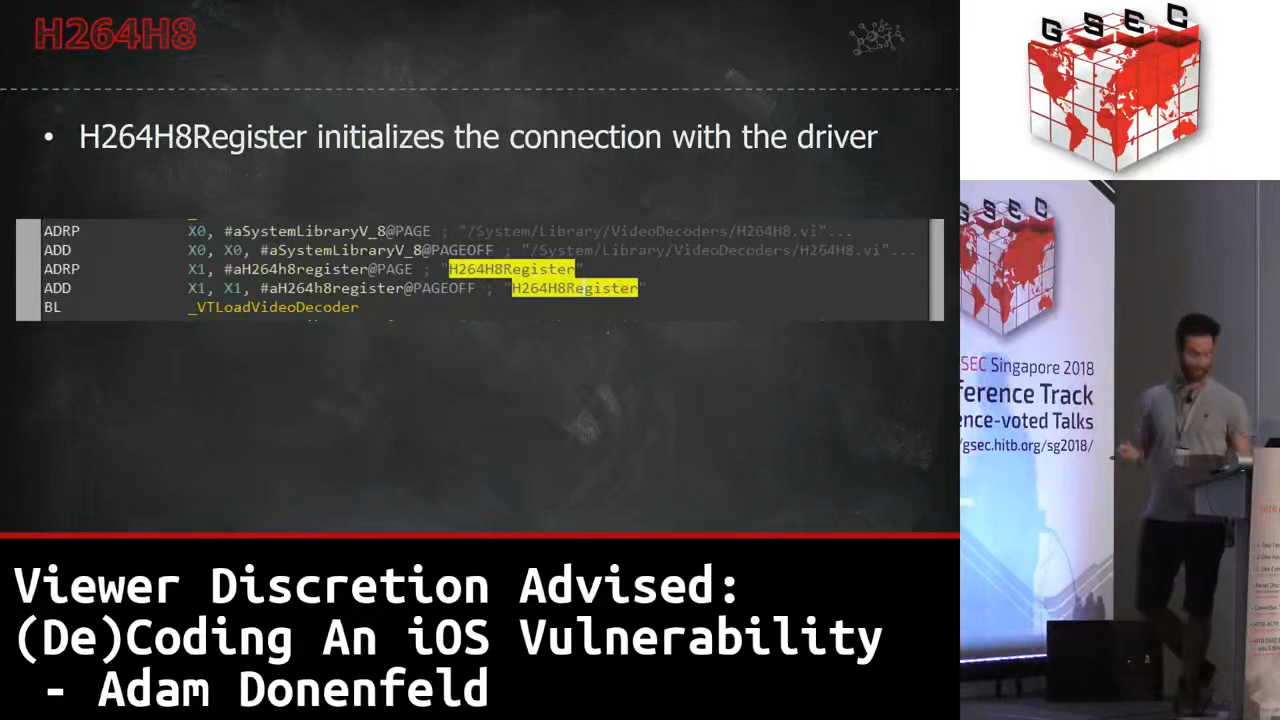 H264H8
• H264H8Register initializes the connection with the driver
ADRP X0, #aSystemLibraryV_8@PAGE ; "/System/Library/VideoDecoders/H264H8.vi"...
ADD X0, X0, #aSystemLibraryV_8@PAGEOFF ; "/System/Library/VideoDecoders/H264H8.vi"...
ADRP X1, #aH264h8register@PAGE ; "H264H8Register"
ADD X1, X1, #aH264h8register@PAGEOFF ; "H264H8Register"
BL _VTLoadVideoDecoder
Viewer Discretion Advised:
(De)Coding An iOS Vulnerability
- Adam Donenfeld
GSEC
GSEC
SEC Singapore 2018
ference Track
ence-voted Talks
/gsec.hitb.org/sg2018/